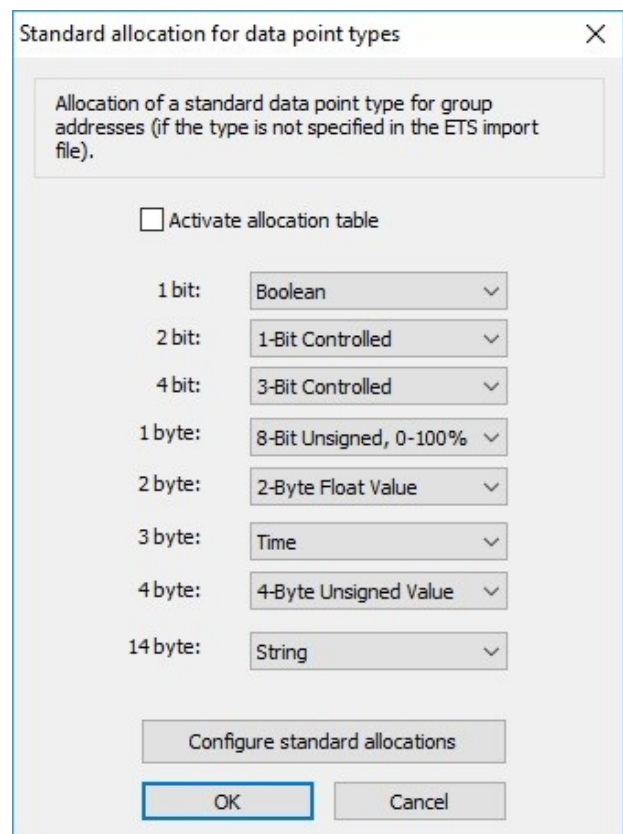 Standard allocation for data point types
Allocation of a standard data point type for group
addresses (if the type is not specified in the ETS import
file).
Activate allocation table
1 bit: Boolean
2 bit: 1-Bit Controlled
4 bit: 3-Bit Controlled
1 byte: 8-Bit Unsigned, 0-100%
2 byte: 2-Byte Float Value
3 byte: Time
4 byte: 4-Byte Unsigned Value
14 byte: String
Configure standard allocations
OK Cancel